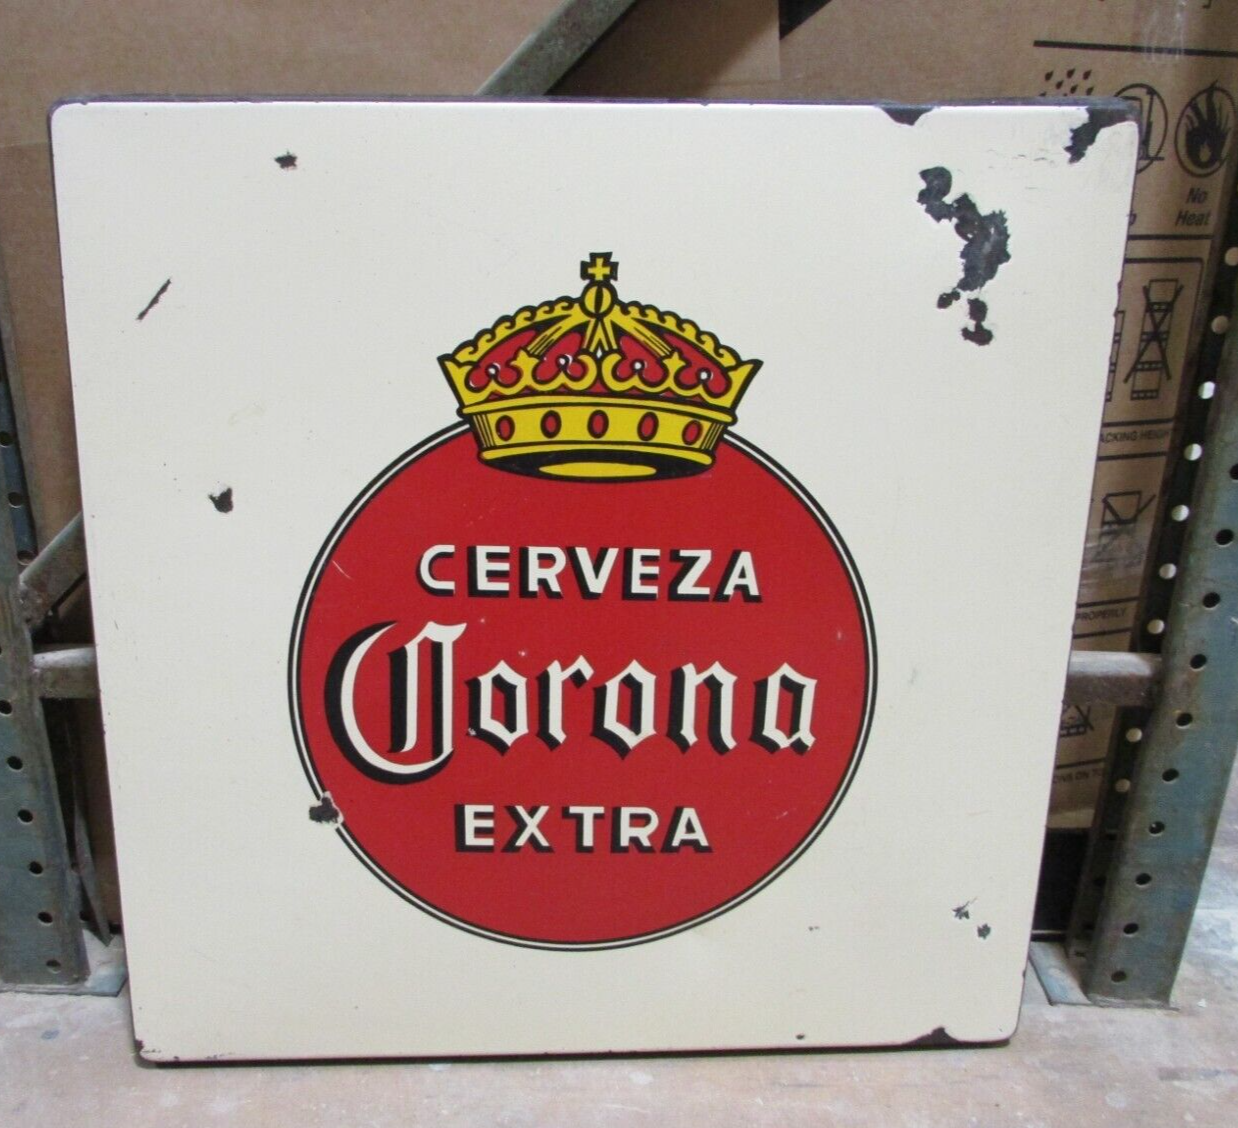 CERVEZA
Corona
EXTRA
No
Heat